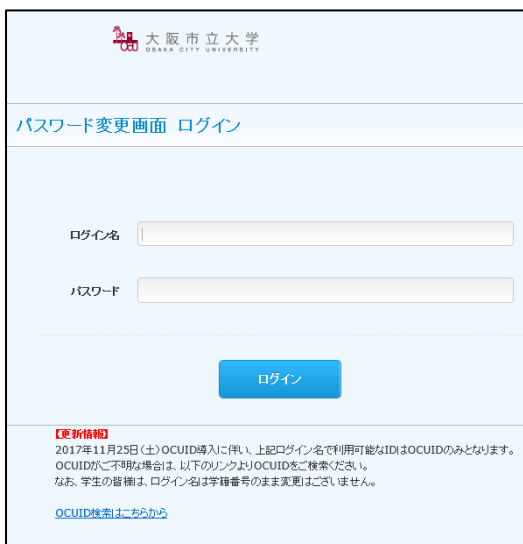 大阪市立大学
OSAKA CITY UNIVERSITY
パスワード変更画面 ログイン
ログイン名
パスワード
ログイン
【更新情報】
2017年11月25日(土)OCUID導入に伴い、上記ログイン名で利用可能なIDはOCUIDのみとなります。
OCUIDがご不明な場合は、以下のリンクよりOCUIDをご検索ください。
なお、学生の皆様は、ログイン名は学籍番号のまま変更はございません。
OCUID検索はこちらから